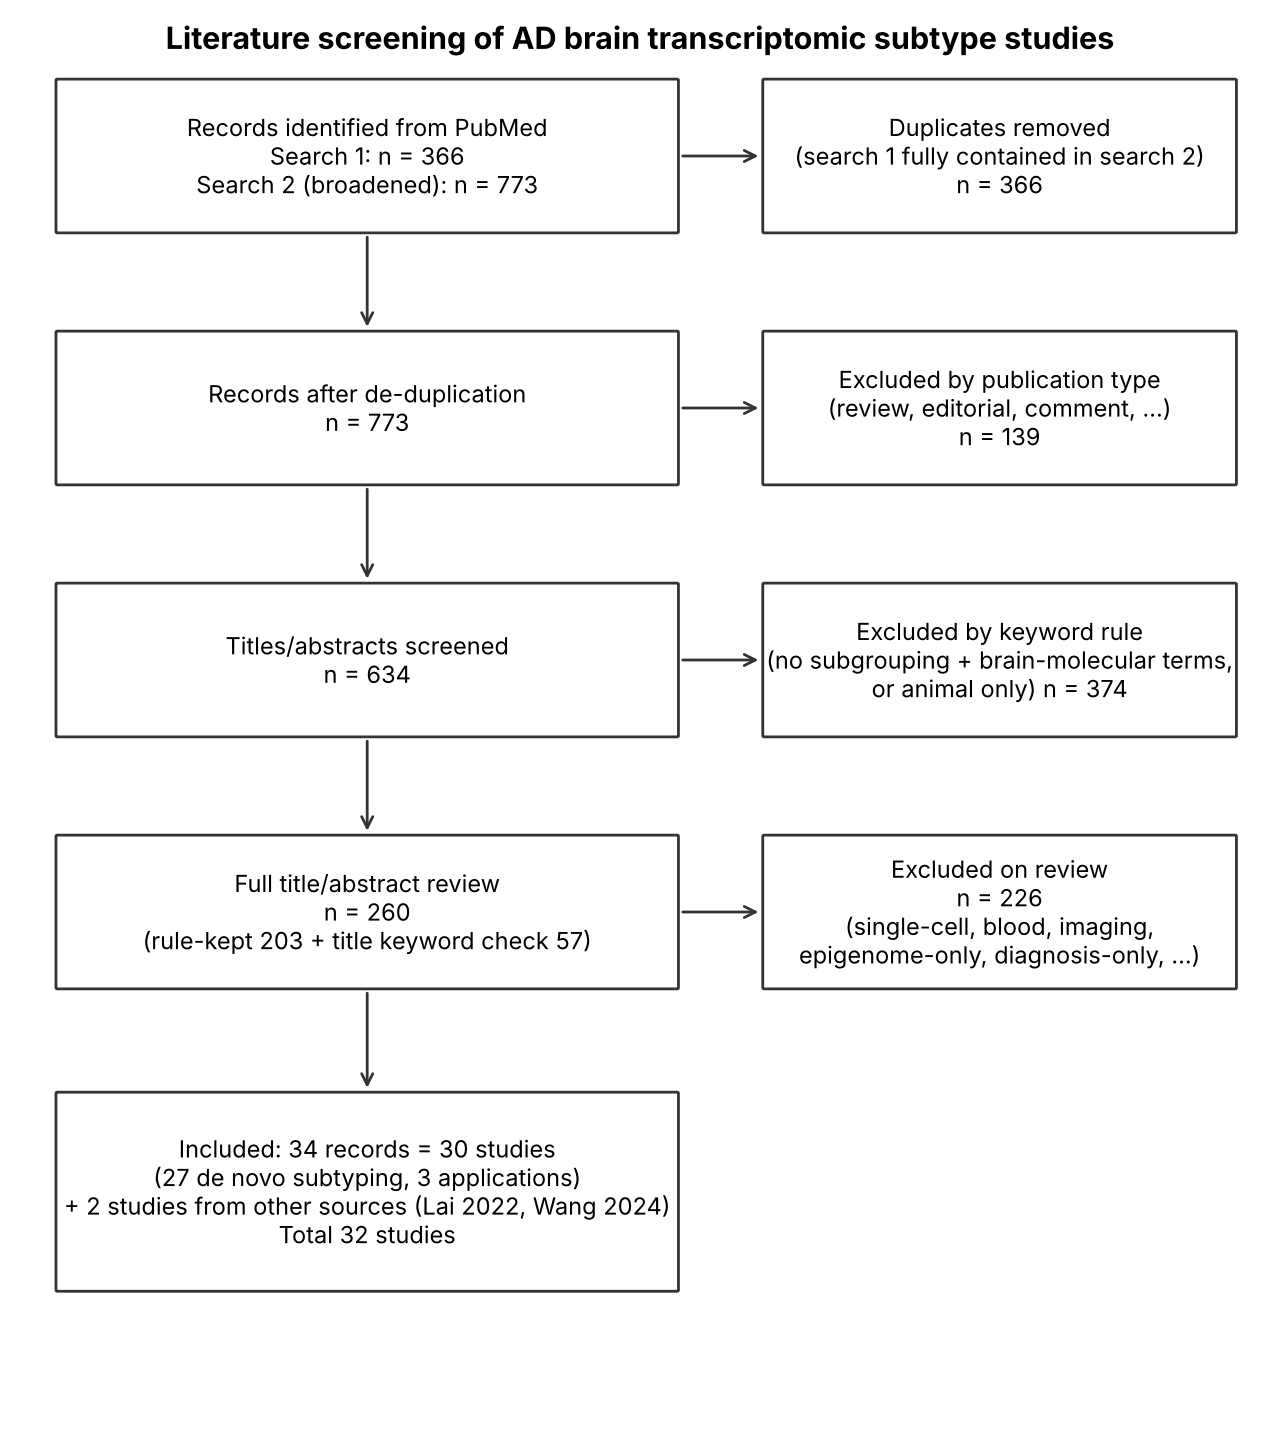 Literature screening of AD brain transcriptomic subtype studies
Records identified from PubMed
Search 1: n = 366
Search 2 (broadened): n = 773
Duplicates removed
(search 1 fully contained in search 2)
n = 366
Records after de-duplication
n = 773
Excluded by publication type
(review, editorial, comment, ...)
n = 139
Titles/abstracts screened
n = 634
Excluded by keyword rule
(no subgrouping + brain-molecular terms,
or animal only) n = 374
Full title/abstract review
n = 260
(rule-kept 203 + title keyword check 57)
Excluded on review
n = 226
(single-cell, blood, imaging,
epigenome-only, diagnosis-only, ...)
Included: 34 records = 30 studies
(27 de novo subtyping, 3 applications)
+ 2 studies from other sources (Lai 2022, Wang 2024)
Total 32 studies